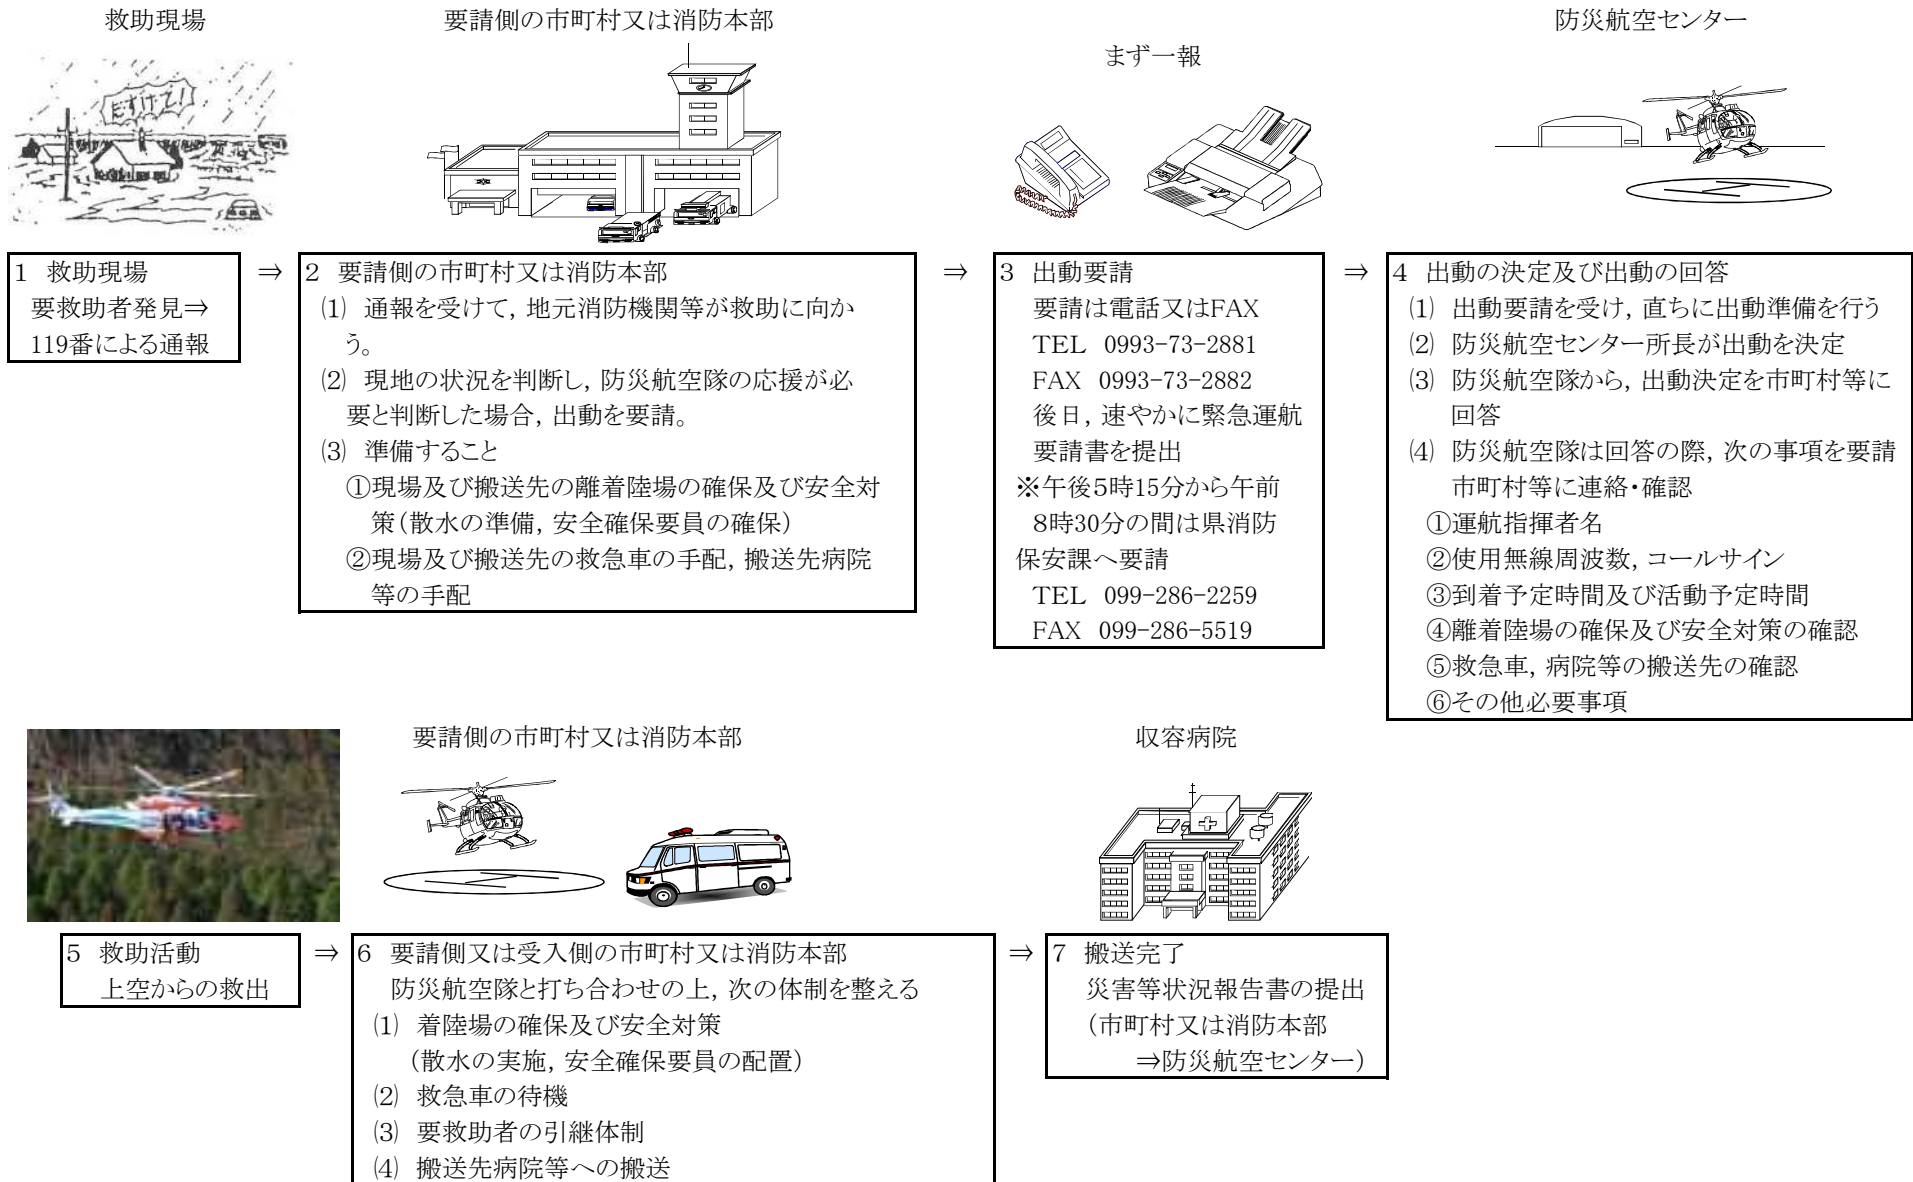 救助現場
要請側の市町村又は消防本部
まず一報
防災航空センター
たすけて!
1 救助現場
要救助者発見⇒
119番による通報
⇒
2 要請側の市町村又は消防本部
⑴ 通報を受けて,地元消防機関等が救助に向か
う。
⑵ 現地の状況を判断し,防災航空隊の応援が必
要と判断した場合,出動を要請。
⑶ 準備すること
①現場及び搬送先の離着陸場の確保及び安全対
策(散水の準備,安全確保要員の確保)
②現場及び搬送先の救急車の手配,搬送先病院
等の手配
⇒
3 出動要請
要請は電話又はFAX
TEL 0993-73-2881
FAX 0993-73-2882
後日,速やかに緊急運航
要請書を提出
※午後5時15分から午前
8時30分の間は県消防
保安課へ要請
TEL 099-286-2259
FAX 099-286-5519
⇒
4 出動の決定及び出動の回答
⑴ 出動要請を受け,直ちに出動準備を行う
⑵ 防災航空センター所長が出動を決定
⑶ 防災航空隊から,出動決定を市町村等に
回答
⑷ 防災航空隊は回答の際,次の事項を要請
市町村等に連絡・確認
①運航指揮者名
②使用無線周波数,コールサイン
③到着予定時間及び活動予定時間
④離着陸場の確保及び安全対策の確認
⑤救急車,病院等の搬送先の確認
⑥その他必要事項
要請側の市町村又は消防本部
収容病院
5 救助活動
上空からの救出
⇒
6 要請側又は受入側の市町村又は消防本部
防災航空隊と打ち合わせの上,次の体制を整える
⑴ 着陸場の確保及び安全対策
(散水の実施,安全確保要員の配置)
⑵ 救急車の待機
⑶ 要救助者の引継体制
⑷ 搬送先病院等への搬送
⇒
7 搬送完了
災害等状況報告書の提出
(市町村又は消防本部
⇒防災航空センター)